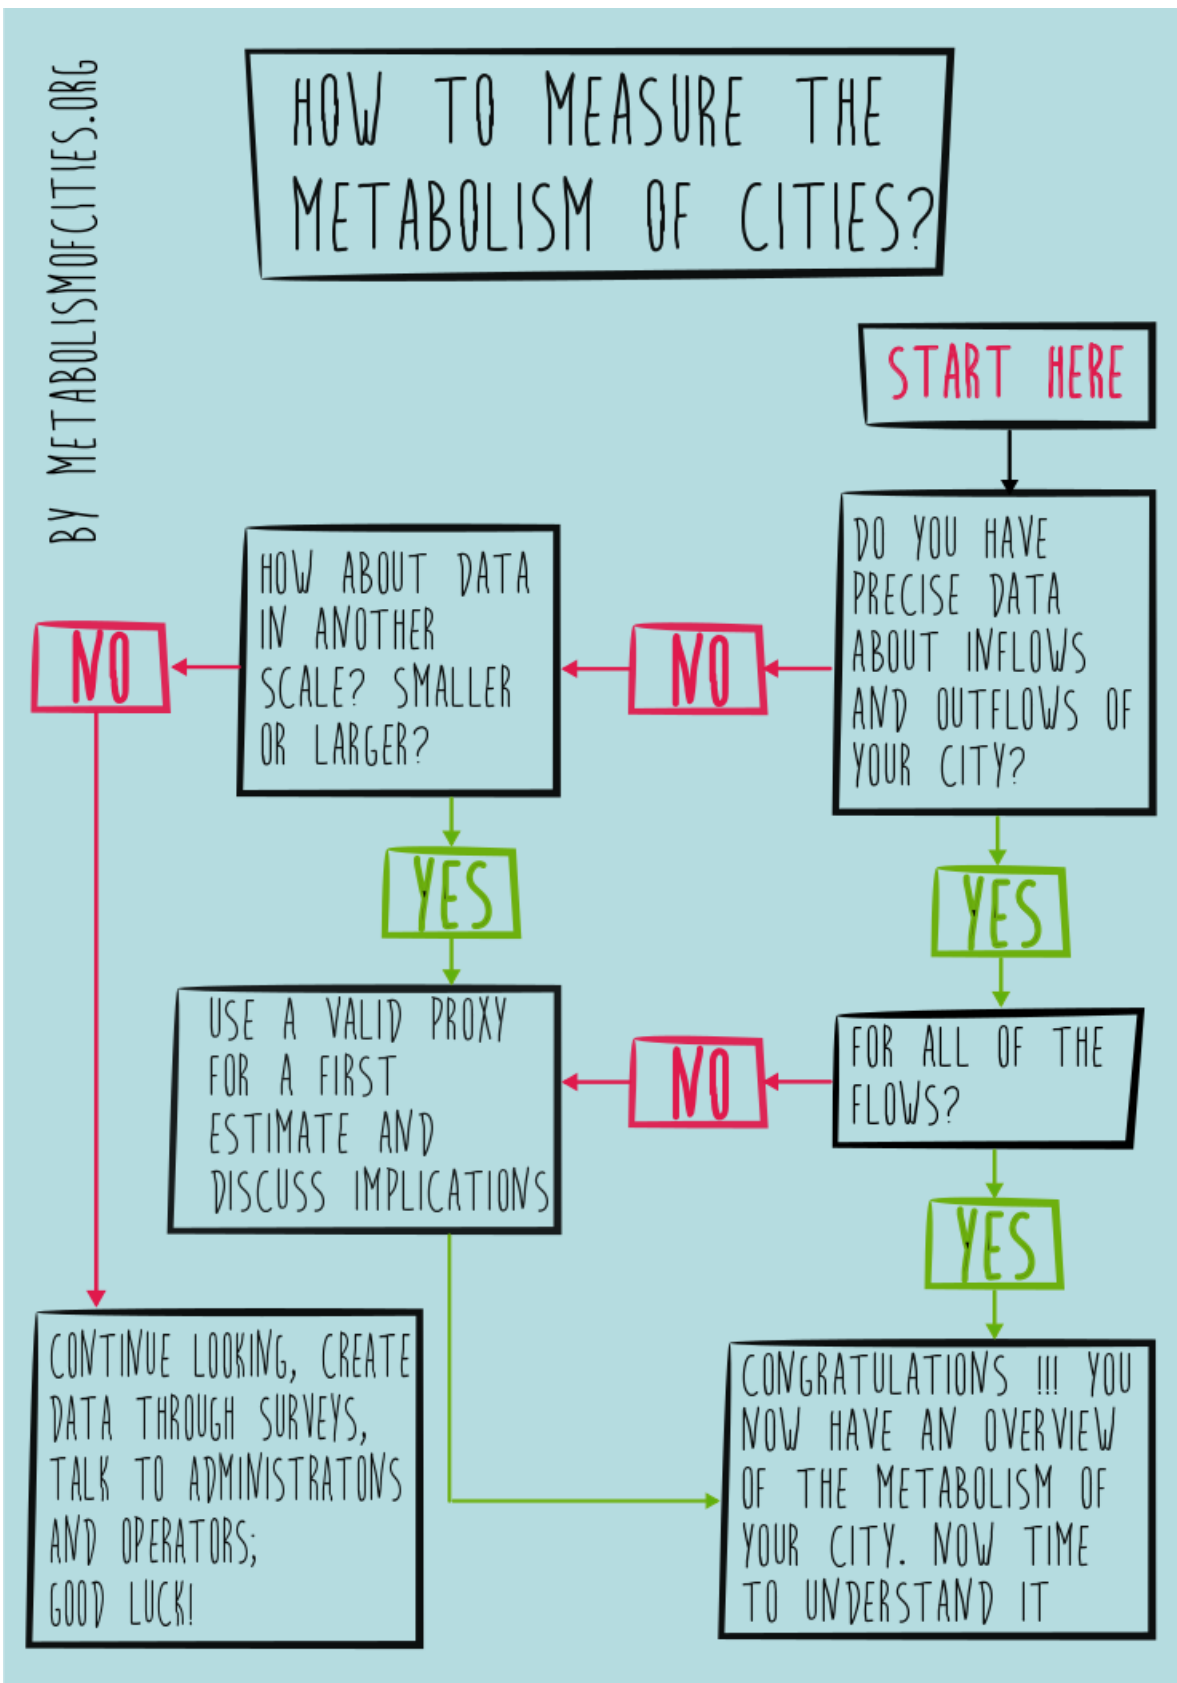 BY METABOLISMOFCITIES.ORG
HOW TO MEASURE THE
METABOLISM OF CITIES?
START HERE
DO YOU HAVE
PRECISE DATA
ABOUT INFLOWS
AND OUTFLOWS OF
YOUR CITY?
NO
HOW ABOUT DATA
IN ANOTHER
SCALE? SMALLER
OR LARGER?
NO
YES
YES
USE A VALID PROXY
FOR A FIRST
ESTIMATE AND
DISCUSS IMPLICATIONS
NO
FOR ALL OF THE
FLOWS?
YES
CONTINUE LOOKING, CREATE
DATA THROUGH SURVEYS,
TALK TO ADMINISTRATONS
AND OPERATORS;
GOOD LUCK!
CONGRATULATIONS !!! YOU
NOW HAVE AN OVERVIEW
OF THE METABOLISM OF
YOUR CITY. NOW TIME
TO UNDERSTAND IT